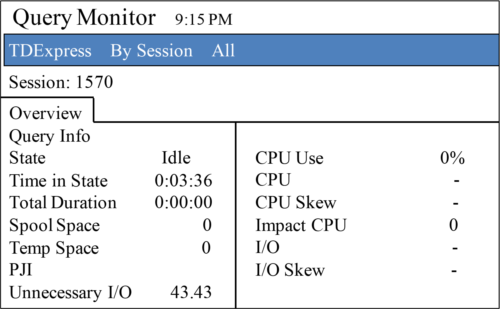 Query Monitor 9:15 PM
TDExpress By Session All
Session: 1570
Overview
Query Info
State Idle
Time in State 0:03:36
Total Duration 0:00:00
Spool Space 0
Temp Space 0
PJI
Unnecessary I/O 43.43
CPU Use 0%
CPU -
CPU Skew -
Impact CPU 0
I/O -
I/O Skew -